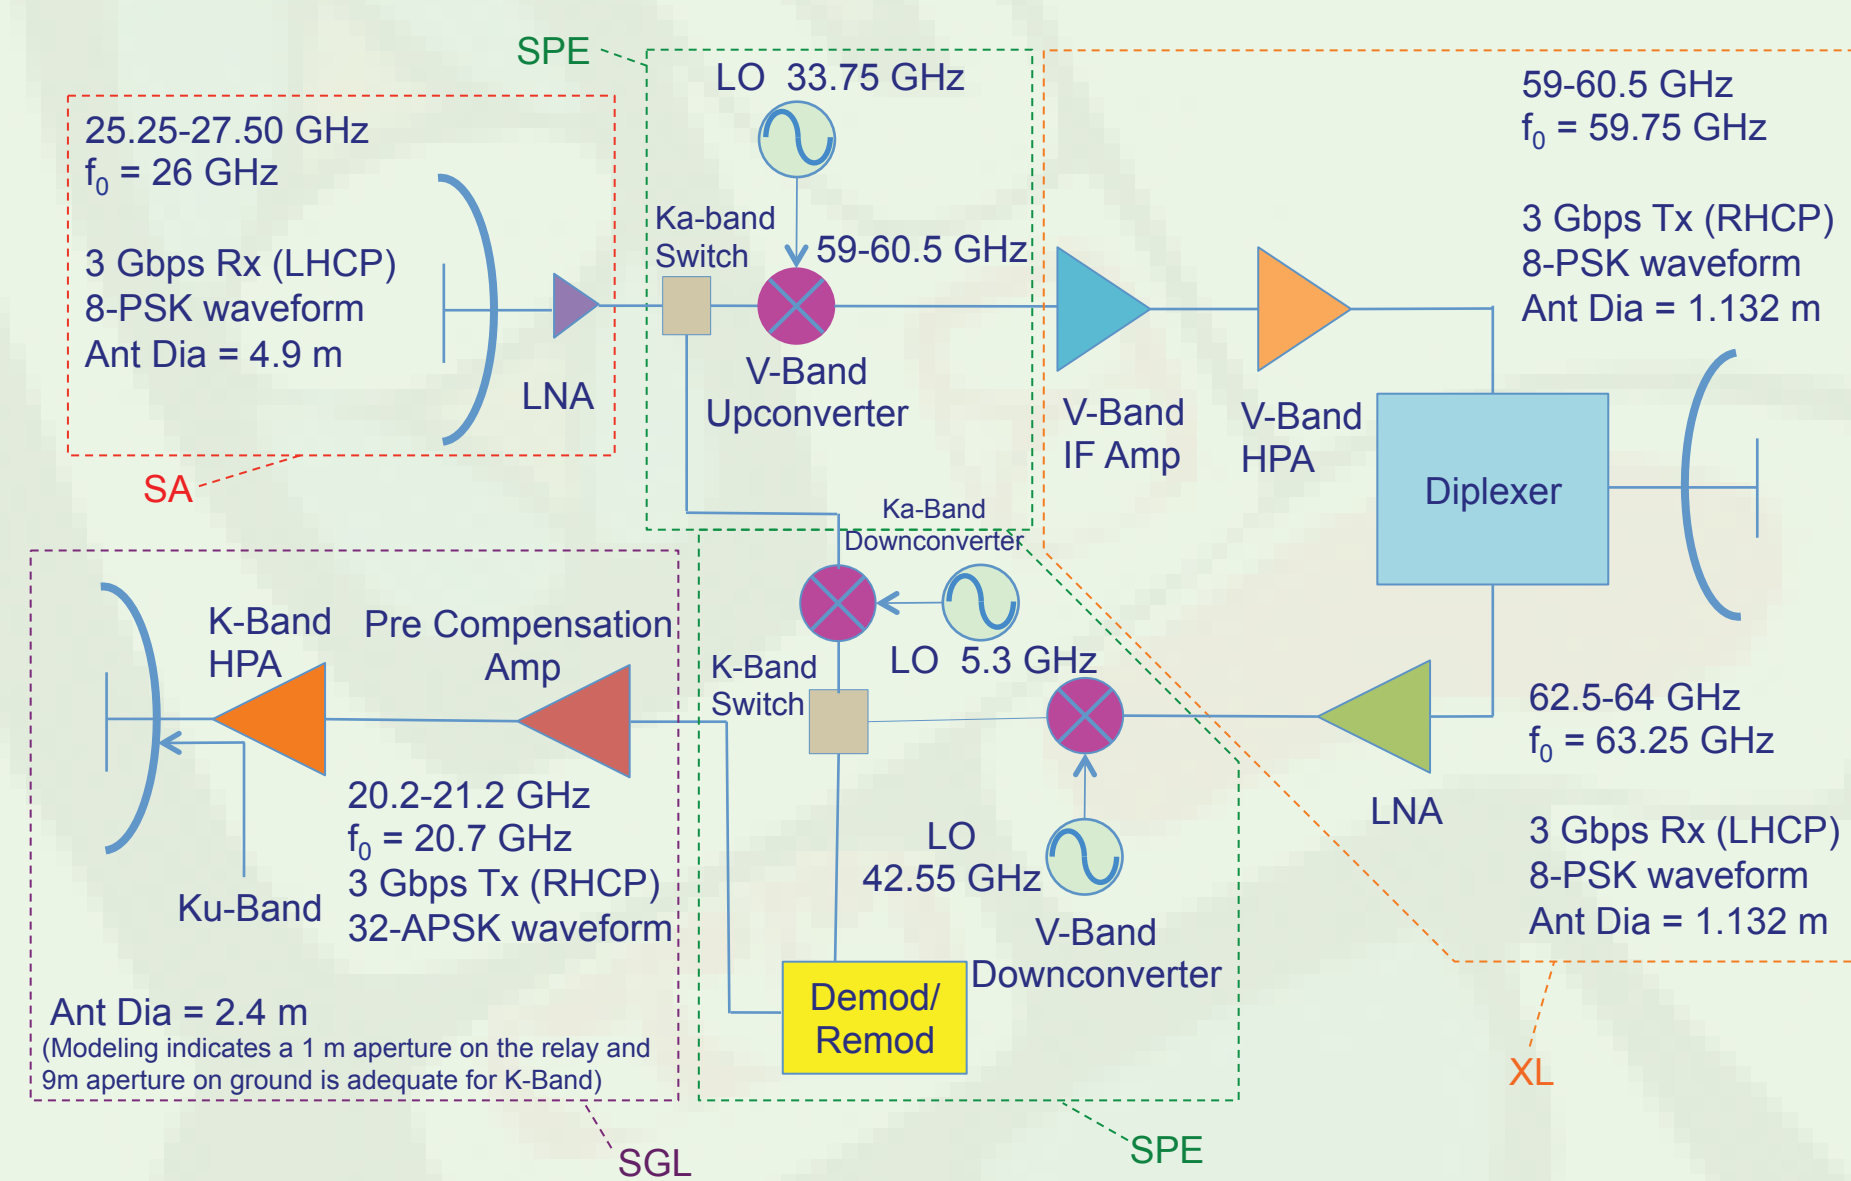 SPE
LO 33.75 GHz
25.25-27.50 GHz
f0 = 26 GHz
3 Gbps Rx (LHCP)
8-PSK waveform
Ant Dia = 4.9 m
LNA
SA
Ka-band
Switch
59-60.5 GHz
V-Band
Upconverter
59-60.5 GHz
f0 = 59.75 GHz
3 Gbps Tx (RHCP)
8-PSK waveform
Ant Dia = 1.132 m
V-Band
IF Amp
V-Band
HPA
Diplexer
Ka-Band
Downconverter
LO 5.3 GHz
K-Band
Switch
K-Band
HPA
Pre Compensation
Amp
20.2-21.2 GHz
f0 = 20.7 GHz
3 Gbps Tx (RHCP)
32-APSK waveform
Ku-Band
Ant Dia = 2.4 m
(Modeling indicates a 1 m aperture on the relay and
9m aperture on ground is adequate for K-Band)
SGL
LO
42.55 GHz
V-Band
Downconverter
Demod/
Remod
SPE
LNA
62.5-64 GHz
f0 = 63.25 GHz
3 Gbps Rx (LHCP)
8-PSK waveform
Ant Dia = 1.132 m
XL